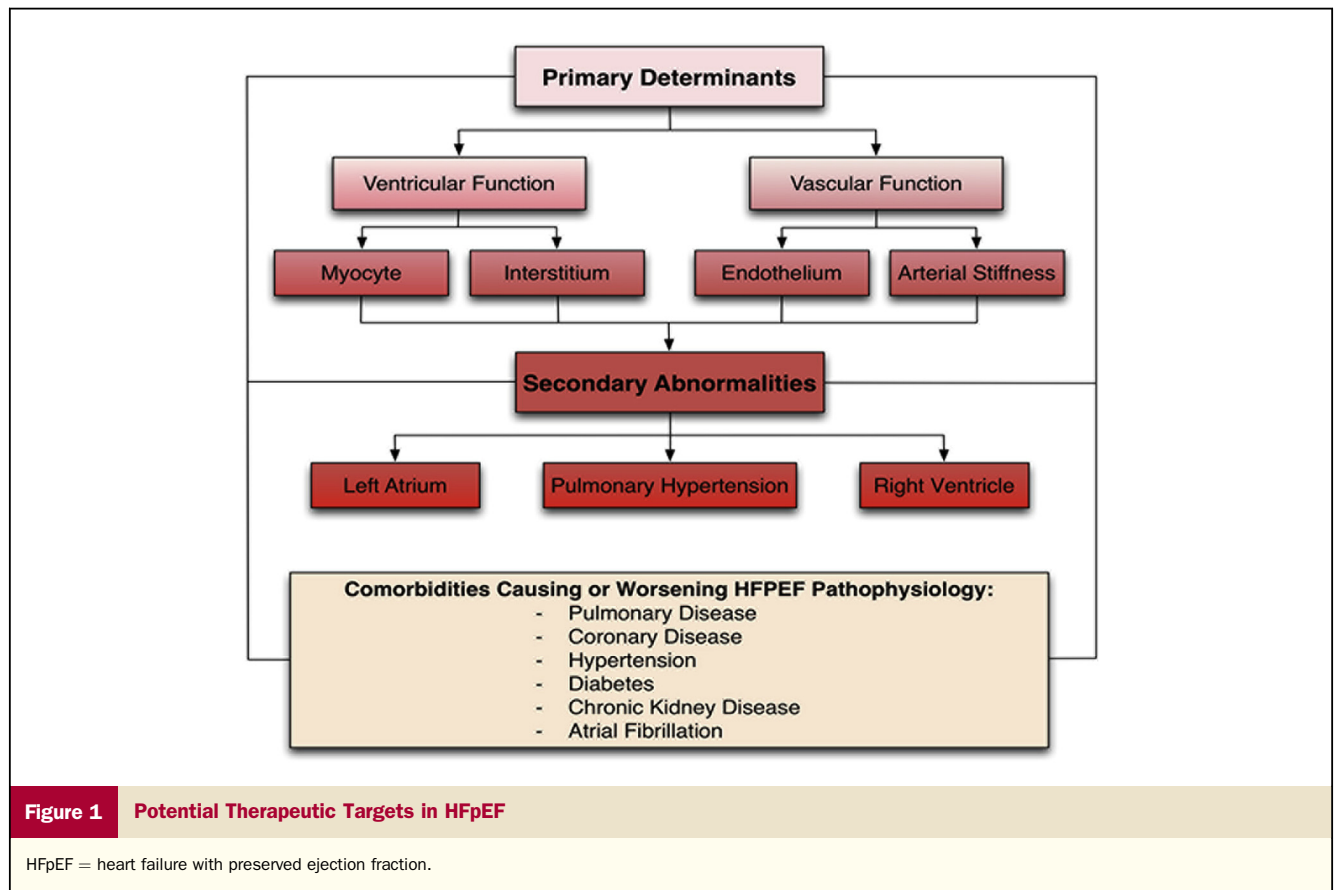 Primary Determinants
Ventricular Function
Vascular Function
Myocyte
Interstitium
Endothelium
Arterial Stiffness
Secondary Abnormalities
Left Atrium
Pulmonary Hypertension
Right Ventricle
Comorbidities Causing or Worsening HFPEF Pathophysiology:
- Pulmonary Disease
- Coronary Disease
- Hypertension
- Diabetes
- Chronic Kidney Disease
- Atrial Fibrillation
Figure 1 Potential Therapeutic Targets in HFpEF
HFpEF = heart failure with preserved ejection fraction.